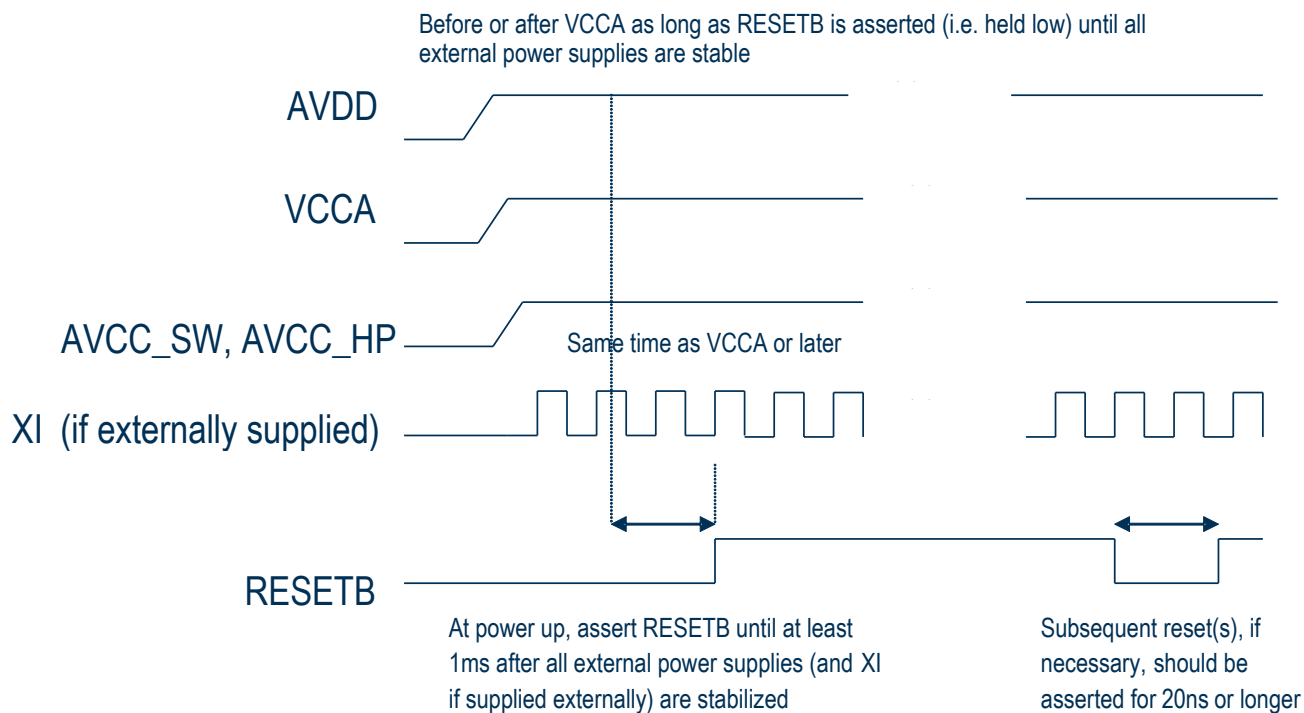 Before or after VCCA as long as RESETB is asserted (i.e. held low) until all
external power supplies are stable
AVDD
VCCA
AVCC_SW, AVCC_HP
Same time as VCCA or later
XI (if externally supplied)
RESETB
At power up, assert RESETB until at least
1ms after all external power supplies (and XI
if supplied externally) are stabilized
Subsequent reset(s), if
necessary, should be
asserted for 20ns or longer